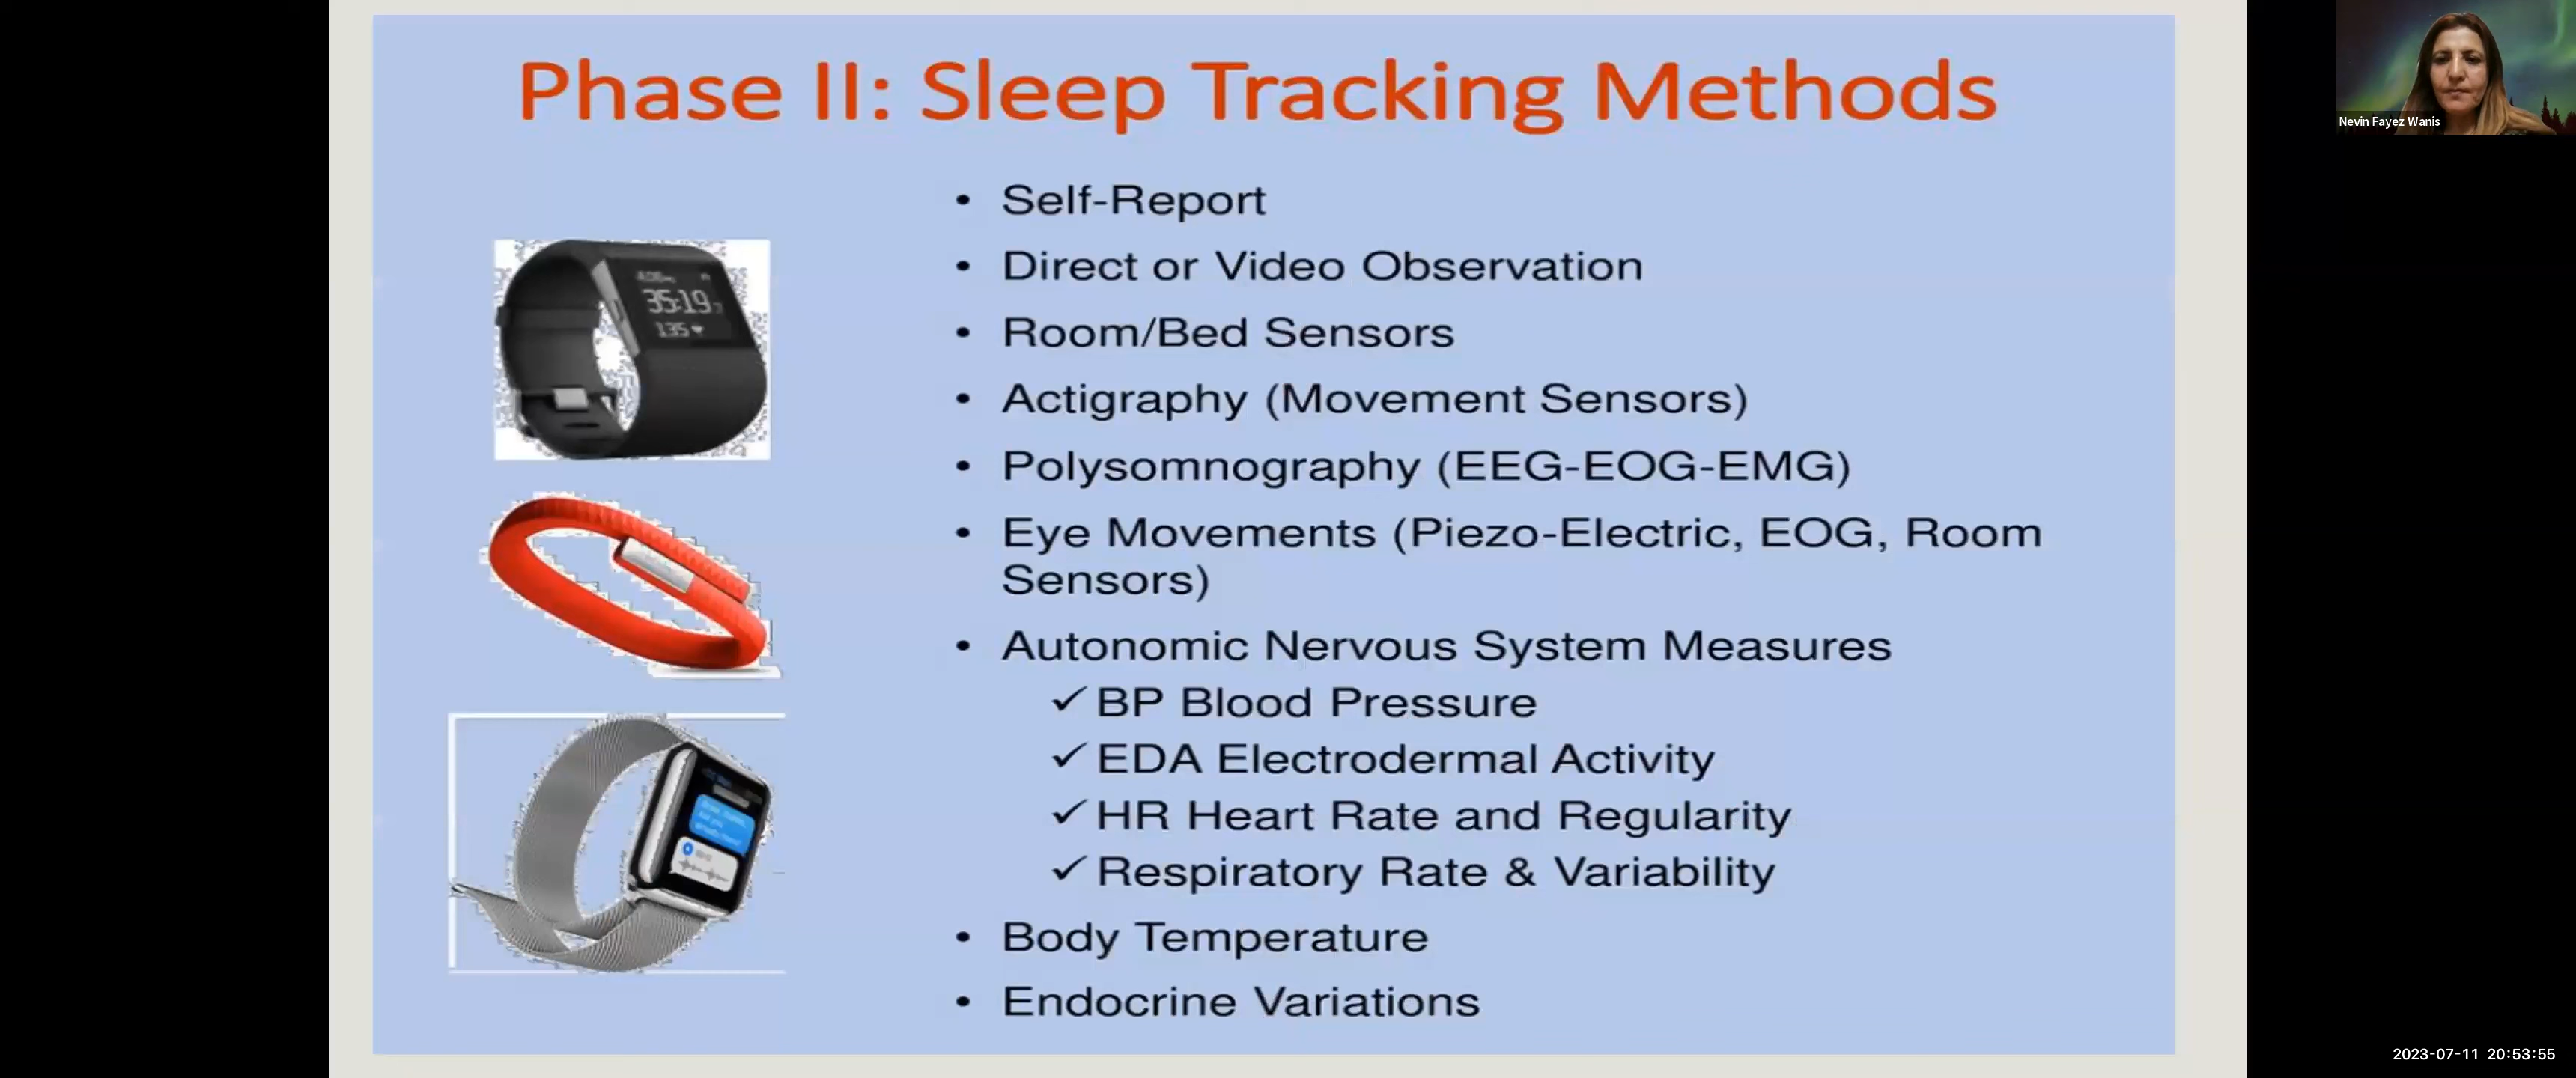 Phase II: Sleep Tracking Methods
Nevin Fayez Wanis
• Self-Report
• Direct or Video Observation
• Room/Bed Sensors
• Actigraphy (Movement Sensors)
• Polysomnography (EEG-EOG-EMG)
• Eye Movements (Piezo-Electric, EOG, Room
Sensors)
• Autonomic Nervous System Measures
✓ BP Blood Pressure
✓ EDA Electrodermal Activity
✓ HR Heart Rate and Regularity
✓ Respiratory Rate & Variability
• Body Temperature
• Endocrine Variations
35:19
135
2023-07-11 20:53:55